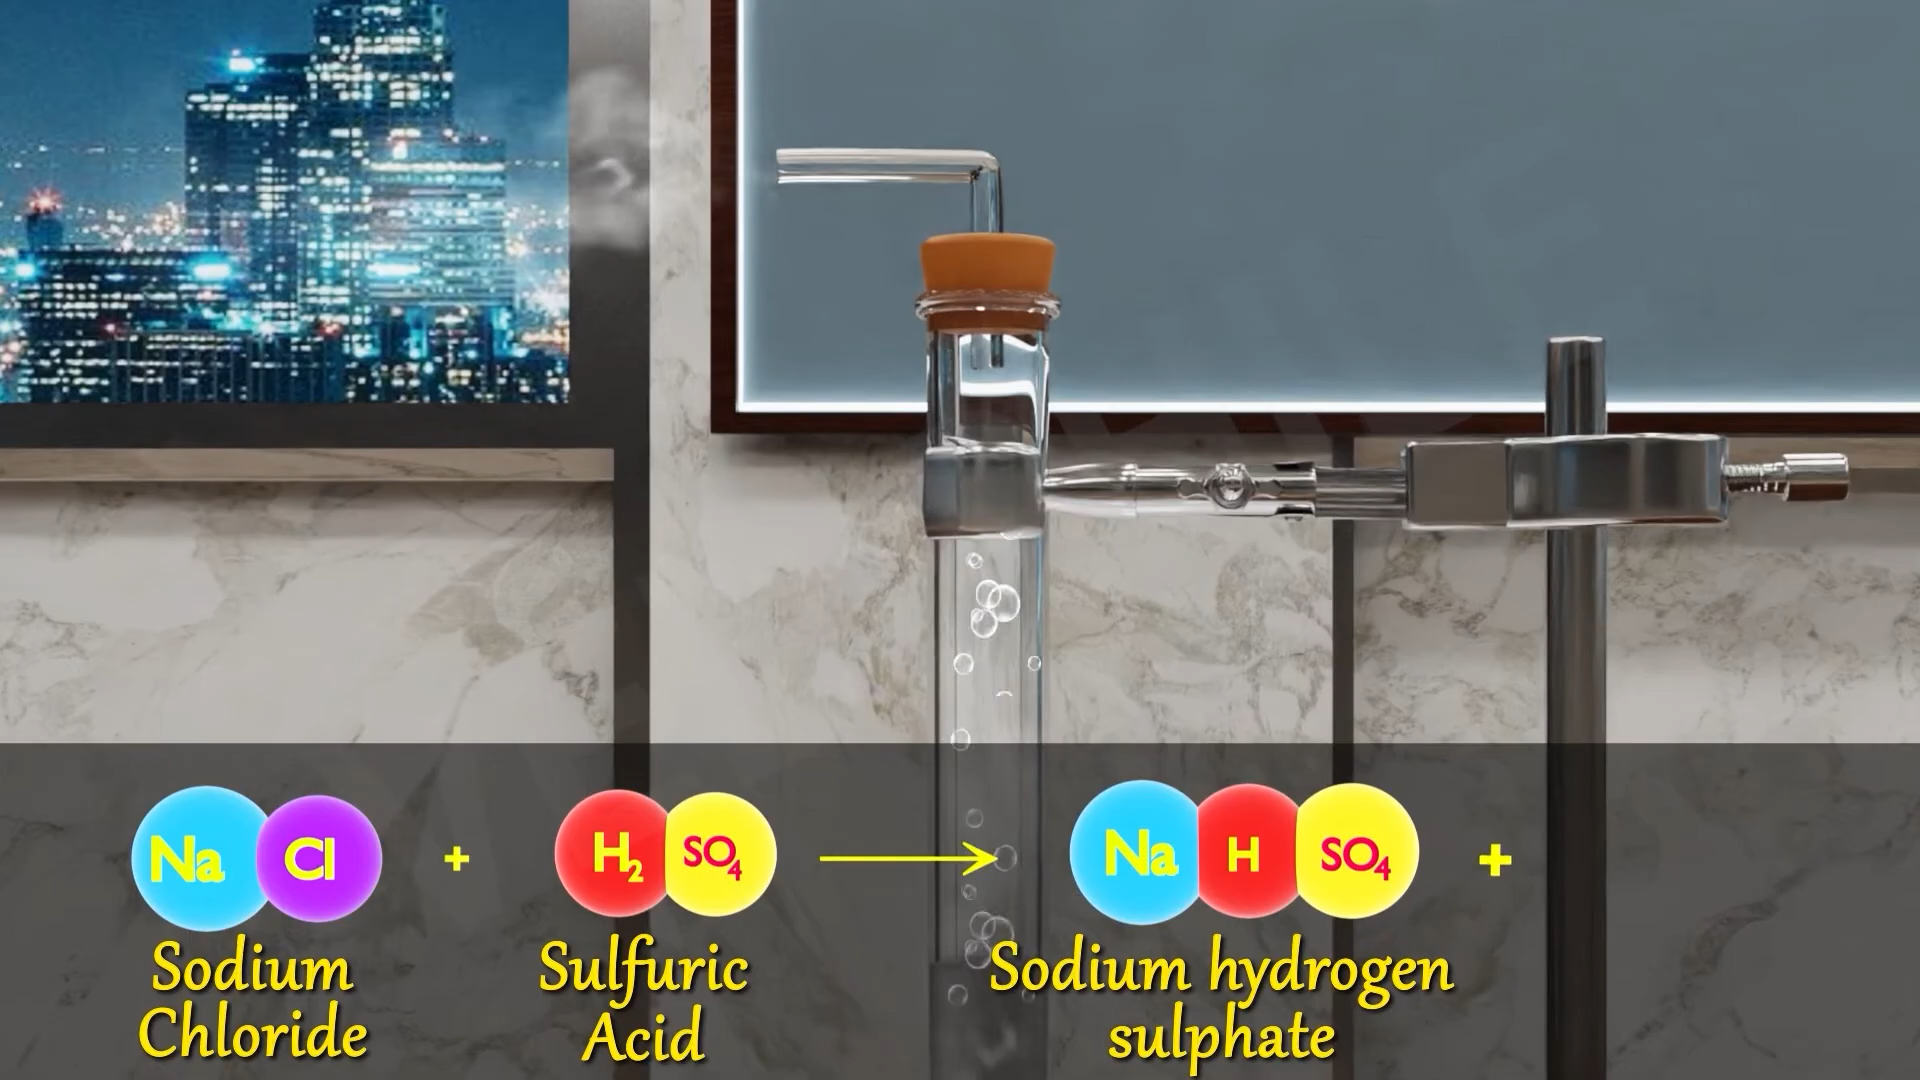 Na Cl + H₂ SO₄ → Na H SO₄ +
Sodium Sulfuric Sodium hydrogen
Chloride Acid sulphate